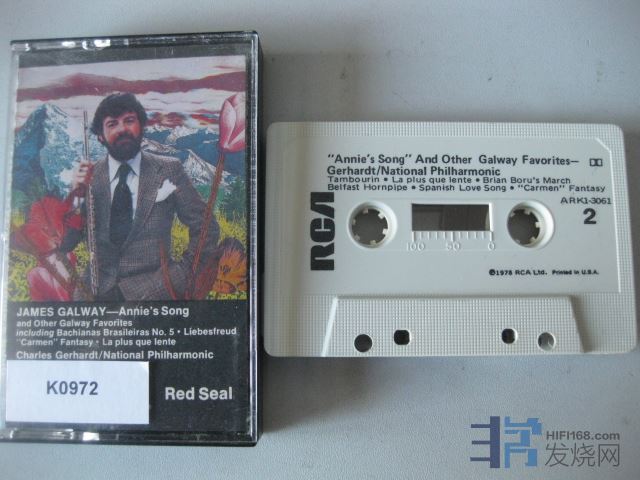 JAMES GALWAY—Annie's Song
and Other Galway Favorites
including Bachianas Brasileiras No. 5 • Liebesfreud
"Carmen" Fantasy • La plus que lente
Charles Gerhardt/National Philharmonic
K0972
Red Seal
"Annie's Song" And Other Galway Favorites—
Gerhardt/National Philharmonic
Tambourin • La plus que lente • Brian Boru's March
Belfast Hornpipe • Spanish Love Song • "Carmen" Fantasy
ARK1-3061
2
RCA
100 50 0
©1978 RCA Ltd. Printed in U.S.A.
HIFI168.com
发烧网